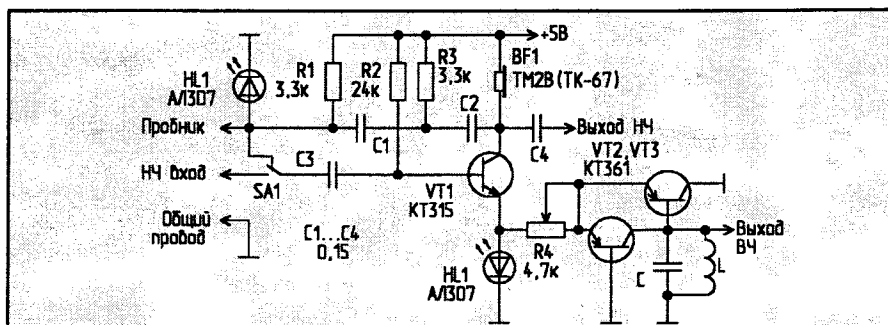 +5В
HL1
АЛ307
R1
3,3к
R2
24к
R3
3,3к
BF1
ТМ2В (ТК-67)
Пробник
C1
C2
C4
Выход НЧ
НЧ вход
SA1
C3
VT1
КТ315
VT2, VT3
КТ361
Общий
провод
C1...C4
0,15
HL1
АЛ307
R4
4,7к
C
L
Выход
ВЧ